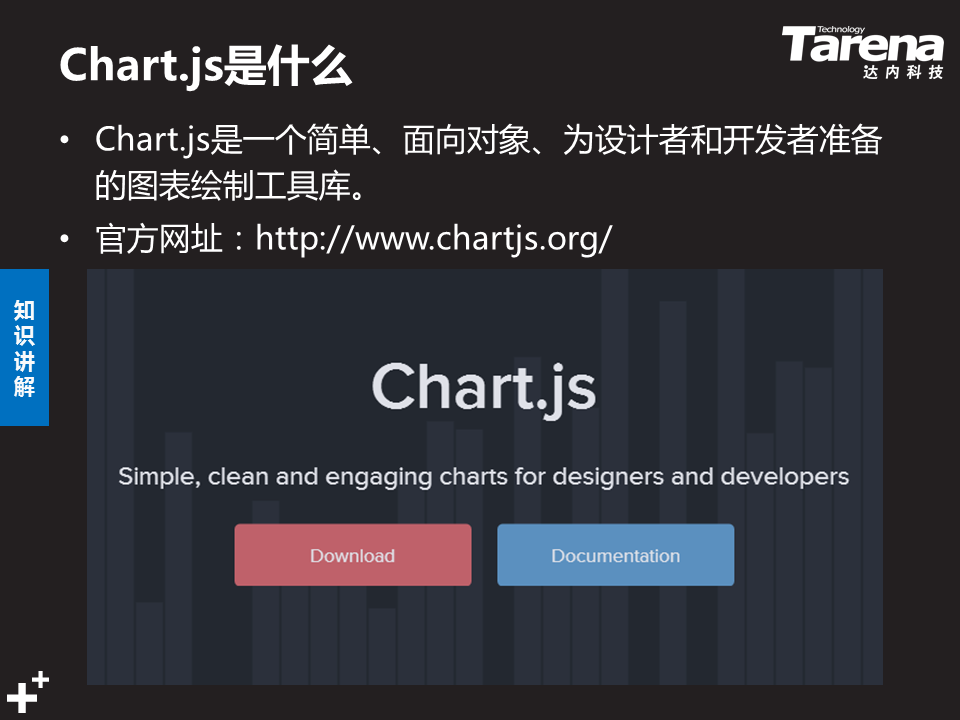 Chart.js是什么
Technology
Tarena
达内科技
• Chart.js是一个简单、面向对象、为设计者和开发者准备
的图表绘制工具库。
• 官方网址：http://www.chartjs.org/
知
识
讲
解
Chart.js
Simple, clean and engaging charts for designers and developers
Download
Documentation